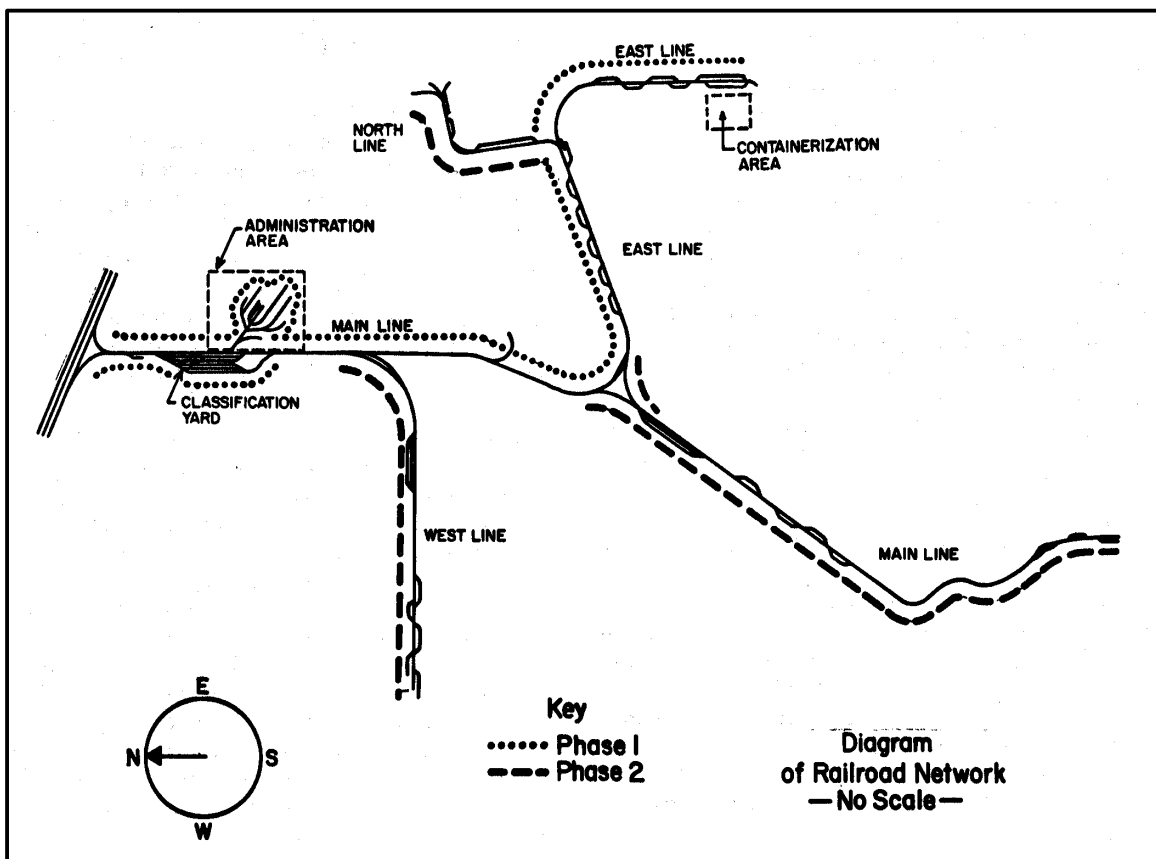 EAST LINE
NORTH
LINE
CONTAINERIZATION
AREA
ADMINISTRATION
AREA
EAST LINE
MAIN LINE
CLASSIFICATION
YARD
WEST LINE
MAIN LINE
E
N
S
W
Key
Phase 1
Phase 2
Diagram
of Railroad Network
— No Scale —